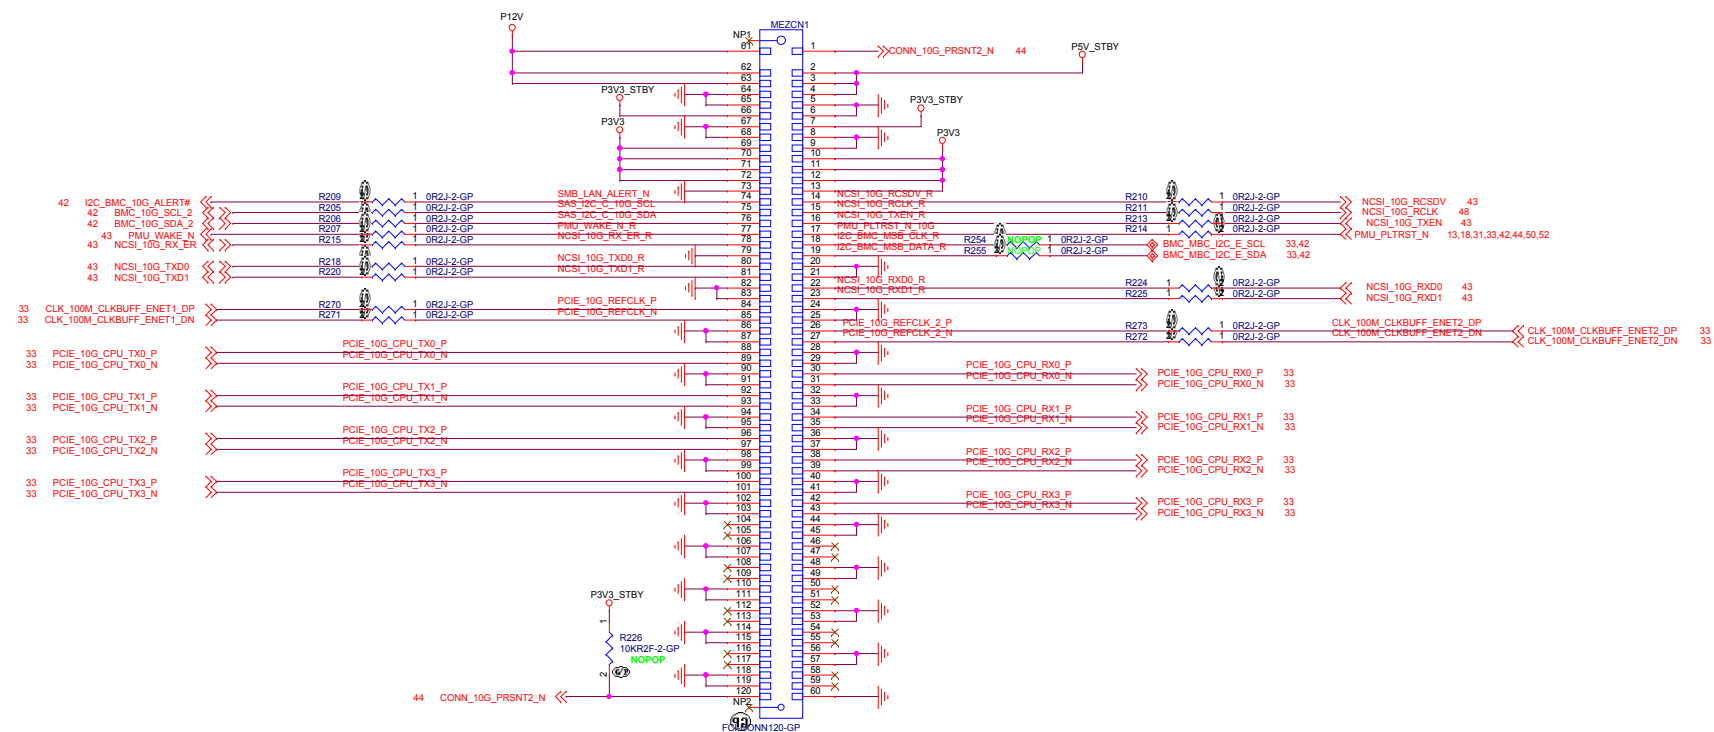 P12V
MEZCN1
NP1
61 1 CONN_10G_PRSNT2_N 44
P5V_STBY
62 2
63 3
P3V3_STBY 64 4
65 5 P3V3_STBY
66 6
P3V3 67 7
68 8 P3V3
69 9
70 10
71 11
72 12
73 13
42 I2C_BMC_10G_ALERT# R209 1 0R2J-2-GP SMB_LAN_ALERT_N 74 14 NCSI_10G_RCSDV_R R210 1 0R2J-2-GP NCSI_10G_RCSDV 43
42 BMC_10G_SCL_2 R205 1 0R2J-2-GP SAS_I2C_C_10G_SCL 75 15 NCSI_10G_RCLK_R R211 1 0R2J-2-GP NCSI_10G_RCLK 48
42 BMC_10G_SDA_2 R206 1 0R2J-2-GP SAS_I2C_C_10G_SDA 76 16 NCSI_10G_TXEN_R R213 1 0R2J-2-GP NCSI_10G_TXEN 43
43 PMU_WAKE_N R207 1 0R2J-2-GP PMU_WAKE_N_R 77 17 PMU_PLTRST_N_10G R214 1 0R2J-2-GP PMU_PLTRST_N 13,18,31,33,42,44,50,52
43 NCSI_10G_RX_ER R215 1 0R2J-2-GP NCSI_10G_RX_ER_R 78 18 I2C_BMC_MSB_CLK_R R254 NOPOP 1 0R2J-2-GP BMC_MBC_I2C_E_SCL 33,42
79 19 I2C_BMC_MSB_DATA_R R255 NOPOP 1 0R2J-2-GP BMC_MBC_I2C_E_SDA 33,42
43 NCSI_10G_TXD0 R218 1 0R2J-2-GP NCSI_10G_TXD0_R 80 20
43 NCSI_10G_TXD1 R220 1 0R2J-2-GP NCSI_10G_TXD1_R 81 21
82 22 NCSI_10G_RXD0_R R224 1 0R2J-2-GP NCSI_10G_RXD0 43
83 23 NCSI_10G_RXD1_R R225 1 0R2J-2-GP NCSI_10G_RXD1 43
33 CLK_100M_CLKBUFF_ENET1_DP R270 1 0R2J-2-GP PCIE_10G_REFCLK_P 84 24
33 CLK_100M_CLKBUFF_ENET1_DN R271 1 0R2J-2-GP PCIE_10G_REFCLK_N 85 25
86 26 PCIE_10G_REFCLK_2_P R273 1 0R2J-2-GP CLK_100M_CLKBUFF_ENET2_DP CLK_100M_CLKBUFF_ENET2_DP 33
87 27 PCIE_10G_REFCLK_2_N R272 1 0R2J-2-GP CLK_100M_CLKBUFF_ENET2_DN CLK_100M_CLKBUFF_ENET2_DN 33
33 PCIE_10G_CPU_TX0_P PCIE_10G_CPU_TX0_P 88 28
33 PCIE_10G_CPU_TX0_N PCIE_10G_CPU_TX0_N 89 29
90 30 PCIE_10G_CPU_RX0_P PCIE_10G_CPU_RX0_P 33
91 31 PCIE_10G_CPU_RX0_N PCIE_10G_CPU_RX0_N 33
33 PCIE_10G_CPU_TX1_P PCIE_10G_CPU_TX1_P 92 32
33 PCIE_10G_CPU_TX1_N PCIE_10G_CPU_TX1_N 93 33
94 34 PCIE_10G_CPU_RX1_P PCIE_10G_CPU_RX1_P 33
95 35 PCIE_10G_CPU_RX1_N PCIE_10G_CPU_RX1_N 33
33 PCIE_10G_CPU_TX2_P PCIE_10G_CPU_TX2_P 96 36
33 PCIE_10G_CPU_TX2_N PCIE_10G_CPU_TX2_N 97 37
98 38 PCIE_10G_CPU_RX2_P PCIE_10G_CPU_RX2_P 33
99 39 PCIE_10G_CPU_RX2_N PCIE_10G_CPU_RX2_N 33
33 PCIE_10G_CPU_TX3_P PCIE_10G_CPU_TX3_P 100 40
33 PCIE_10G_CPU_TX3_N PCIE_10G_CPU_TX3_N 101 41
102 42 PCIE_10G_CPU_RX3_P PCIE_10G_CPU_RX3_P 33
103 43 PCIE_10G_CPU_RX3_N PCIE_10G_CPU_RX3_N 33
104 44
105 45
106 46
107 47
108 48
109 49
110 50
P3V3_STBY 111 51
112 52
1 113 53
R226 114 54
10KR2F-2-GP 115 55
NOPOP 116 56
117 57
2 118 58
119 59
44 CONN_10G_PRSNT2_N 120 60
NP2